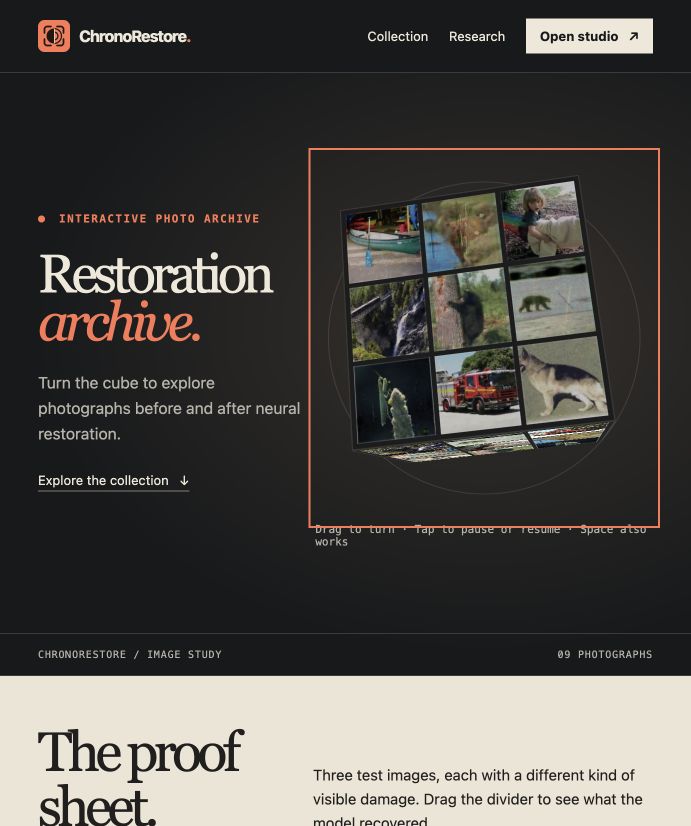 ChronoRestore.
Collection
Research
Open studio ↗
INTERACTIVE PHOTO ARCHIVE
Restoration
archive.
Turn the cube to explore
photographs before and after neural
restoration.
Explore the collection ↓
Drag to turn · Tap to pause or resume · Space also
works
CHRONORESTORE / IMAGE STUDY
09 PHOTOGRAPHS
The proof
sheet.
Three test images, each with a different kind of
visible damage. Drag the divider to see what the
model recovered